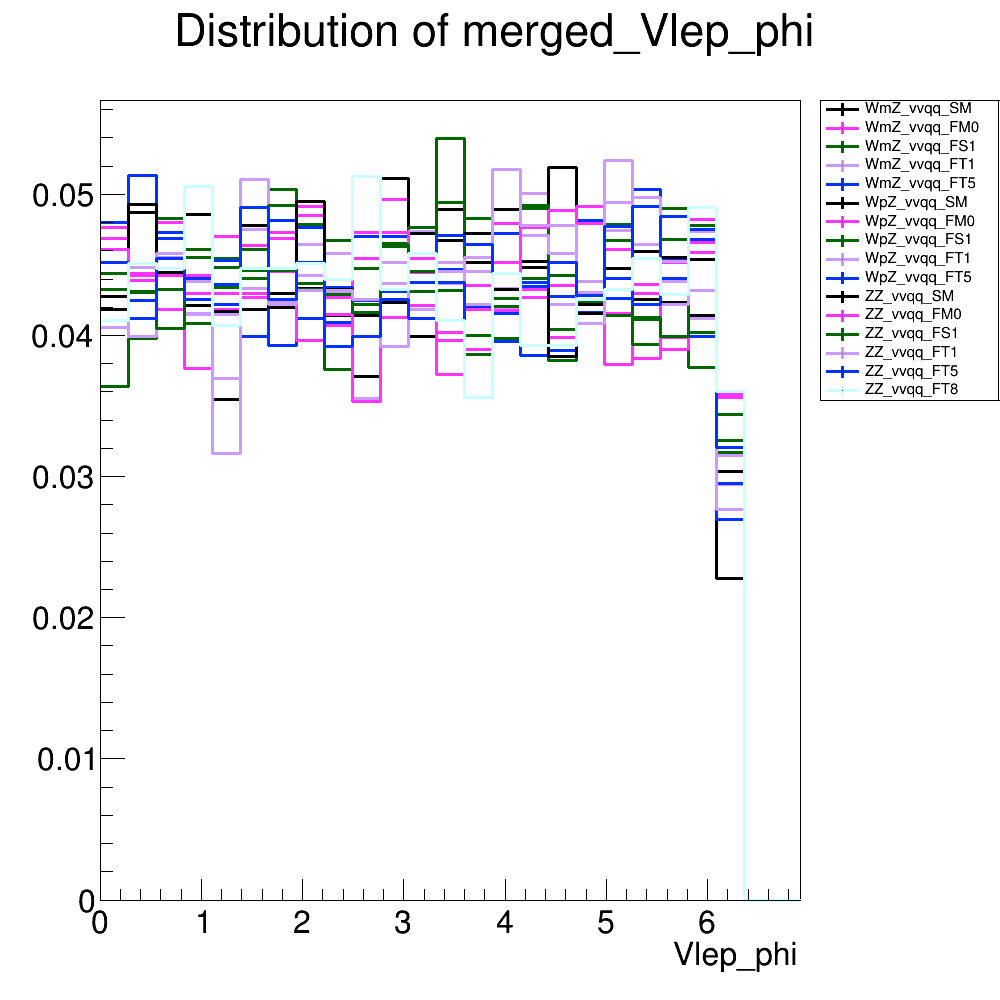 Distribution of merged_Vlep_phi
WmZ_vvqq_SM
WmZ_vvqq_FM0
WmZ_vvqq_FS1
WmZ_vvqq_FT1
WmZ_vvqq_FT5
WpZ_vvqq_SM
WpZ_vvqq_FM0
WpZ_vvqq_FS1
WpZ_vvqq_FT1
WpZ_vvqq_FT5
ZZ_vvqq_SM
ZZ_vvqq_FM0
ZZ_vvqq_FS1
ZZ_vvqq_FT1
ZZ_vvqq_FT5
ZZ_vvqq_FT8
0.05
0.04
0.03
0.02
0.01
0
0 1 2 3 4 5 6
Vlep_phi